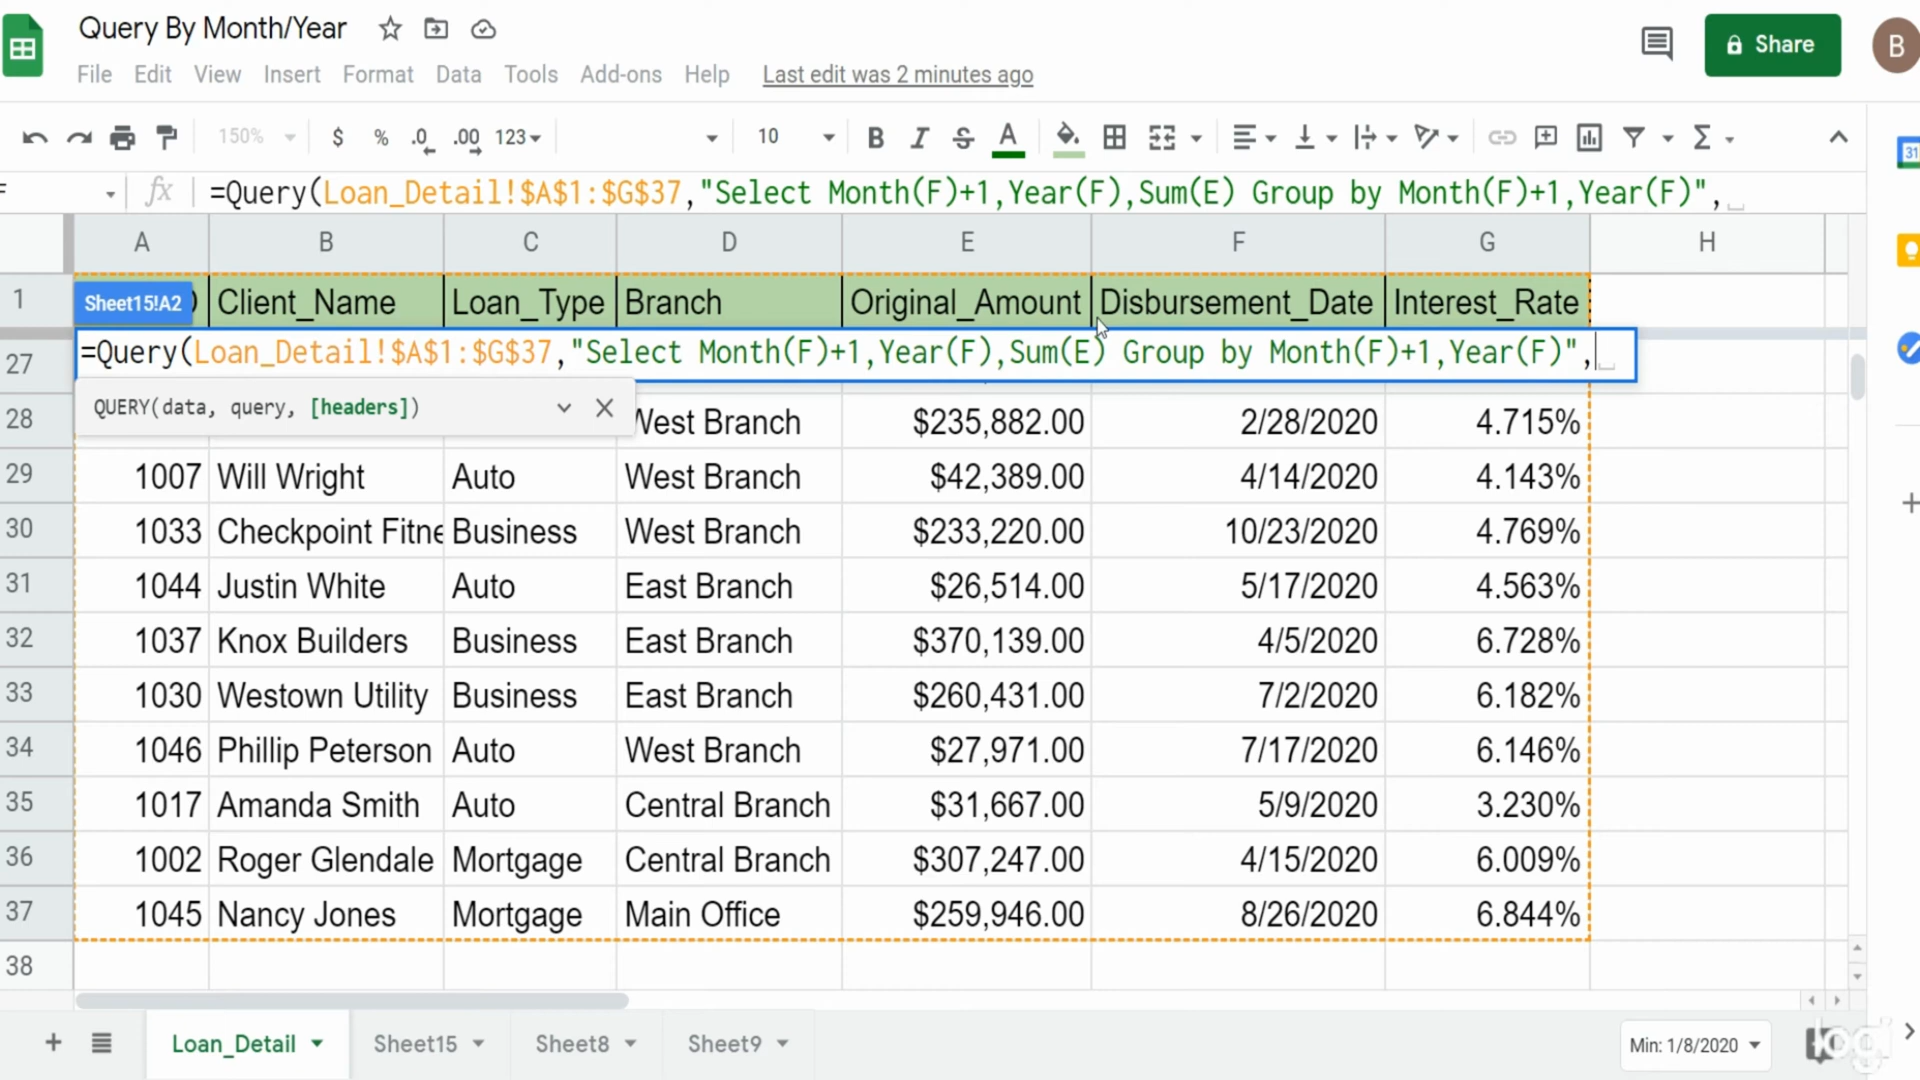 Query By Month/Year
File Edit View Insert Format Data Tools Add-ons Help Last edit was 2 minutes ago
Share
B
150% $ % .0 .00 123 10 B I S A
fx =Query(Loan_Detail!$A$1:$G$37,"Select Month(F)+1,Year(F),Sum(E) Group by Month(F)+1,Year(F)",
31
A B C D E F G H
1 Sheet15!A2 ) Client_Name Loan_Type Branch Original_Amount Disbursement_Date Interest_Rate
27 =Query(Loan_Detail!$A$1:$G$37,"Select Month(F)+1,Year(F),Sum(E) Group by Month(F)+1,Year(F)",
QUERY(data, query, [headers])
28 West Branch $235,882.00 2/28/2020 4.715%
29 1007 Will Wright Auto West Branch $42,389.00 4/14/2020 4.143%
30 1033 Checkpoint Fitne Business West Branch $233,220.00 10/23/2020 4.769%
31 1044 Justin White Auto East Branch $26,514.00 5/17/2020 4.563%
32 1037 Knox Builders Business East Branch $370,139.00 4/5/2020 6.728%
33 1030 Westown Utility Business East Branch $260,431.00 7/2/2020 6.182%
34 1046 Phillip Peterson Auto West Branch $27,971.00 7/17/2020 6.146%
35 1017 Amanda Smith Auto Central Branch $31,667.00 5/9/2020 3.230%
36 1002 Roger Glendale Mortgage Central Branch $307,247.00 4/15/2020 6.009%
37 1045 Nancy Jones Mortgage Main Office $259,946.00 8/26/2020 6.844%
38
Loan_Detail Sheet15 Sheet8 Sheet9 Min: 1/8/2020